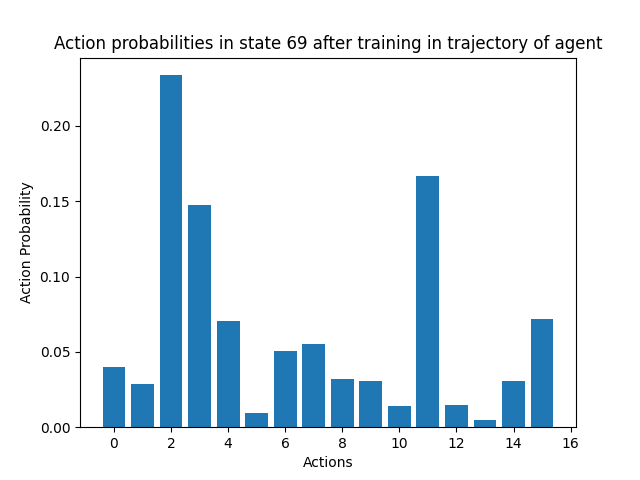 Action probabilities in state 69 after training in trajectory of agent
Action Probability
0.20
0.15
0.10
0.05
0.00
0 2 4 6 8 10 12 14 16
Actions